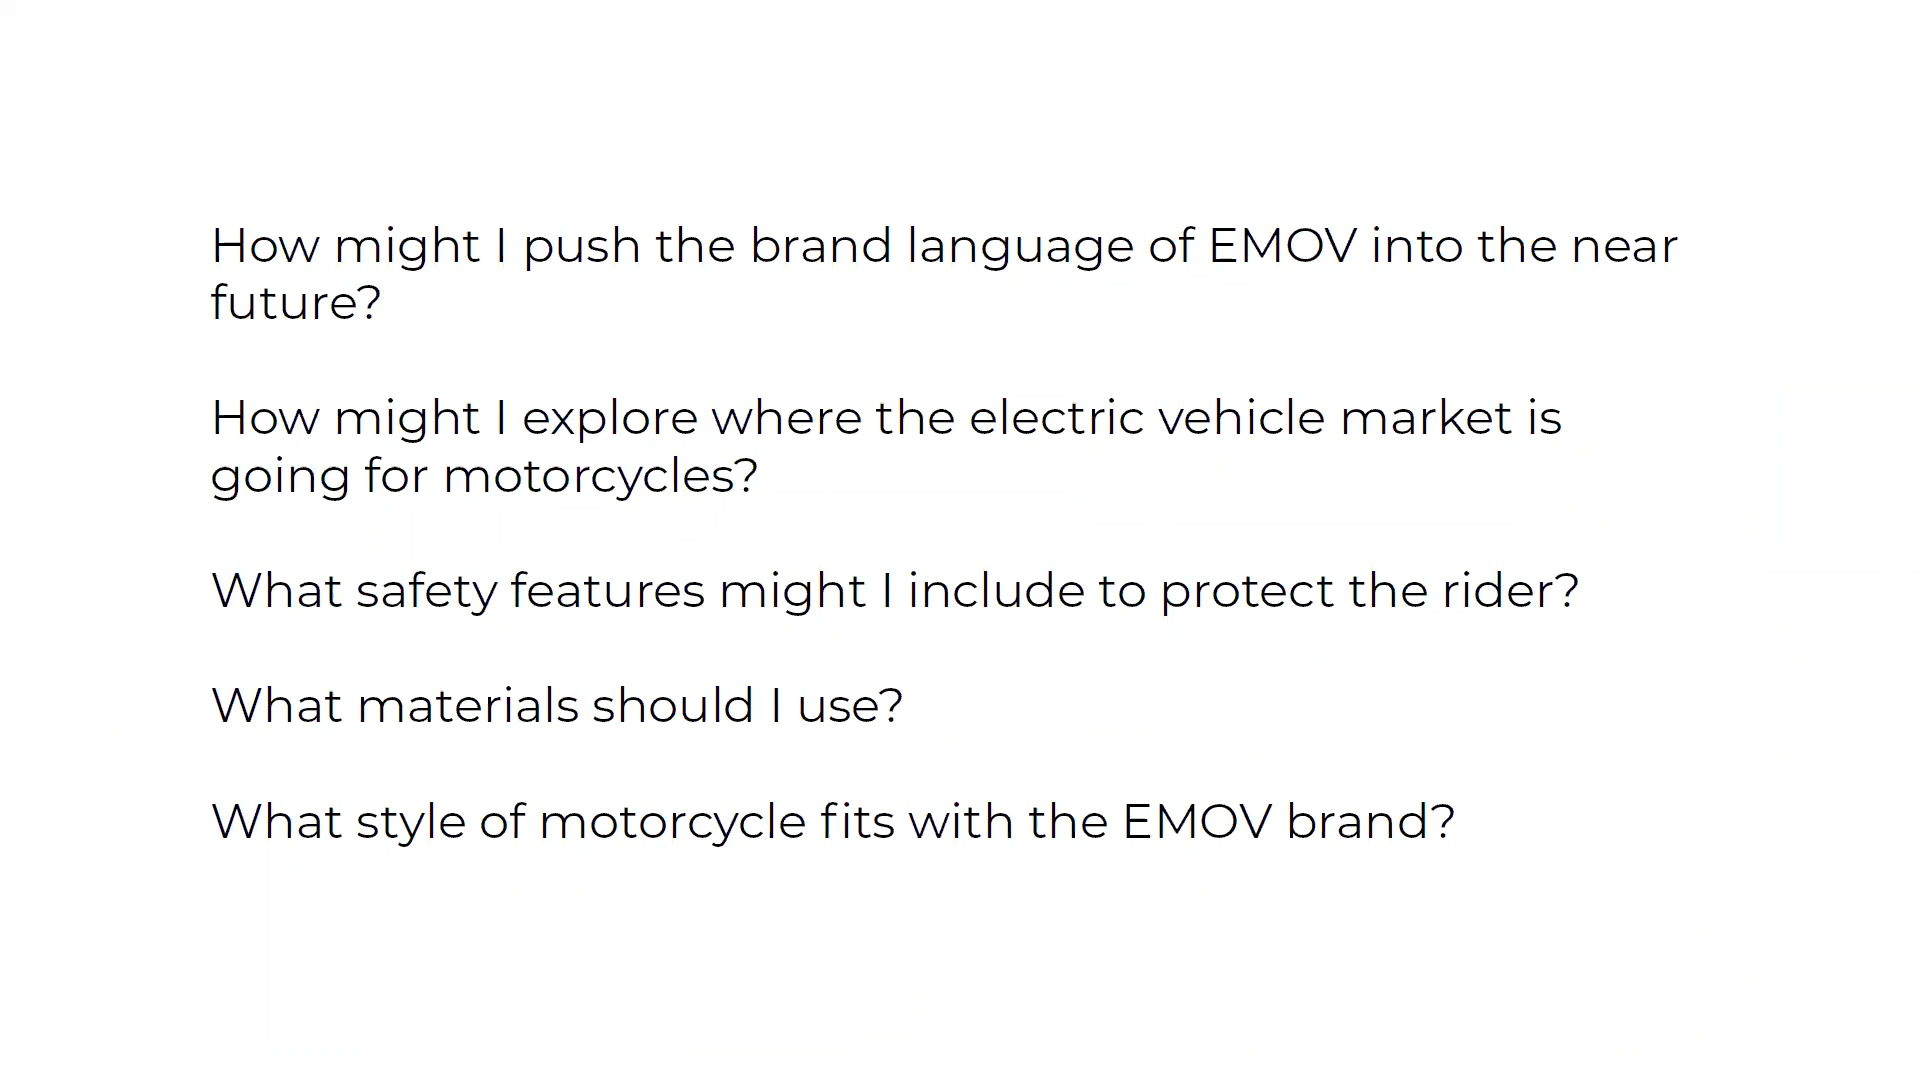 How might I push the brand language of EMOV into the near
future?
How might I explore where the electric vehicle market is
going for motorcycles?
What safety features might I include to protect the rider?
What materials should I use?
What style of motorcycle fits with the EMOV brand?